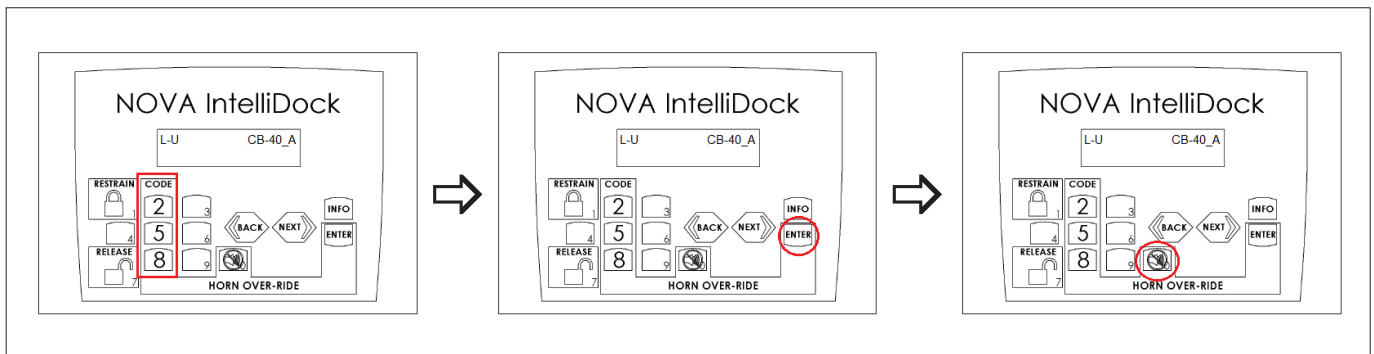 NOVA IntelliDock
L-U CB-40_A
RESTRAIN CODE
1 2 3
INFO
4 5 6 BACK NEXT ENTER
RELEASE
7 8 9
HORN OVER-RIDE
NOVA IntelliDock
L-U CB-40_A
RESTRAIN CODE
1 2 3
INFO
4 5 6 BACK NEXT ENTER
RELEASE
7 8 9
HORN OVER-RIDE
NOVA IntelliDock
L-U CB-40_A
RESTRAIN CODE
1 2 3
INFO
4 5 6 BACK NEXT ENTER
RELEASE
7 8 9
HORN OVER-RIDE